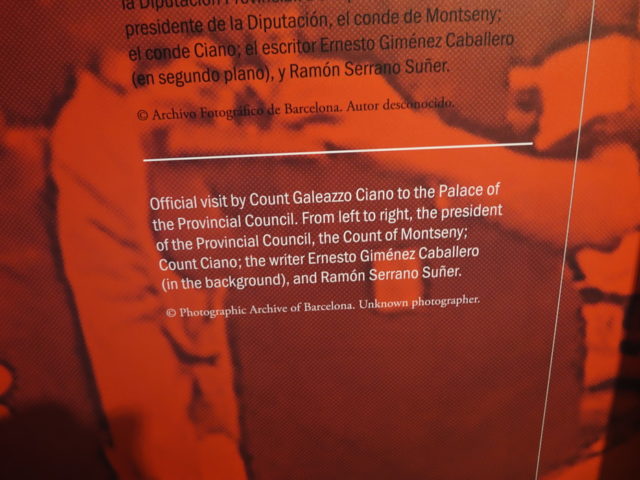 la Diputación Provincial.
presidente de la Diputación, el conde de Montseny;
el conde Ciano; el escritor Ernesto Giménez Caballero
(en segundo plano), y Ramón Serrano Suñer.
© Archivo Fotográfico de Barcelona. Autor desconocido.
Official visit by Count Galeazzo Ciano to the Palace of
the Provincial Council. From left to right, the president
of the Provincial Council, the Count of Montseny;
Count Ciano; the writer Ernesto Giménez Caballero
(in the background), and Ramón Serrano Suñer.
© Photographic Archive of Barcelona. Unknown photographer.